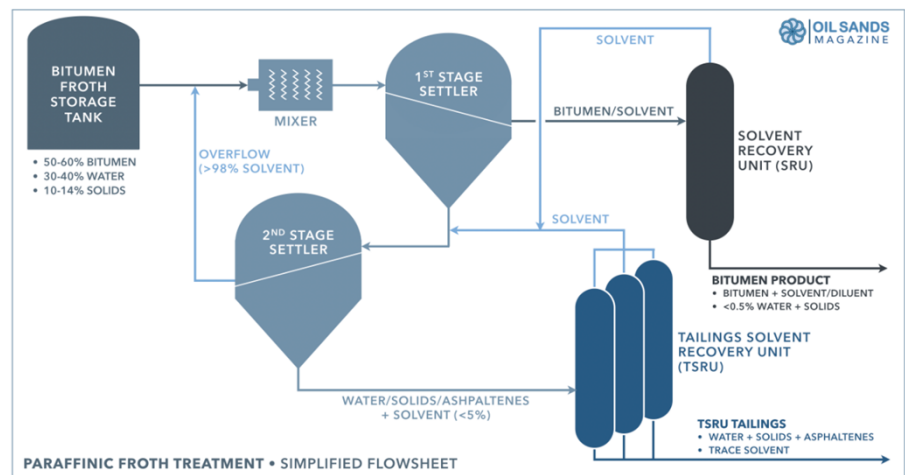 OIL SANDS
MAGAZINE
SOLVENT
BITUMEN
FROTH
STORAGE
TANK
1ST STAGE
SETTLER
MIXER
BITUMEN/SOLVENT
SOLVENT
RECOVERY
UNIT (SRU)
• 50-60% BITUMEN
• 30-40% WATER
• 10-14% SOLIDS
OVERFLOW
(>98% SOLVENT)
2ND STAGE
SETTLER
SOLVENT
BITUMEN PRODUCT
• BITUMEN + SOLVENT/DILUENT
• <0.5% WATER + SOLIDS
TAILINGS SOLVENT
RECOVERY UNIT
(TSRU)
WATER/SOLIDS/ASHPALTENES
+ SOLVENT (<5%)
TSRU TAILINGS
• WATER + SOLIDS + ASPHALTENES
• TRACE SOLVENT
PARAFFINIC FROTH TREATMENT • SIMPLIFIED FLOWSHEET